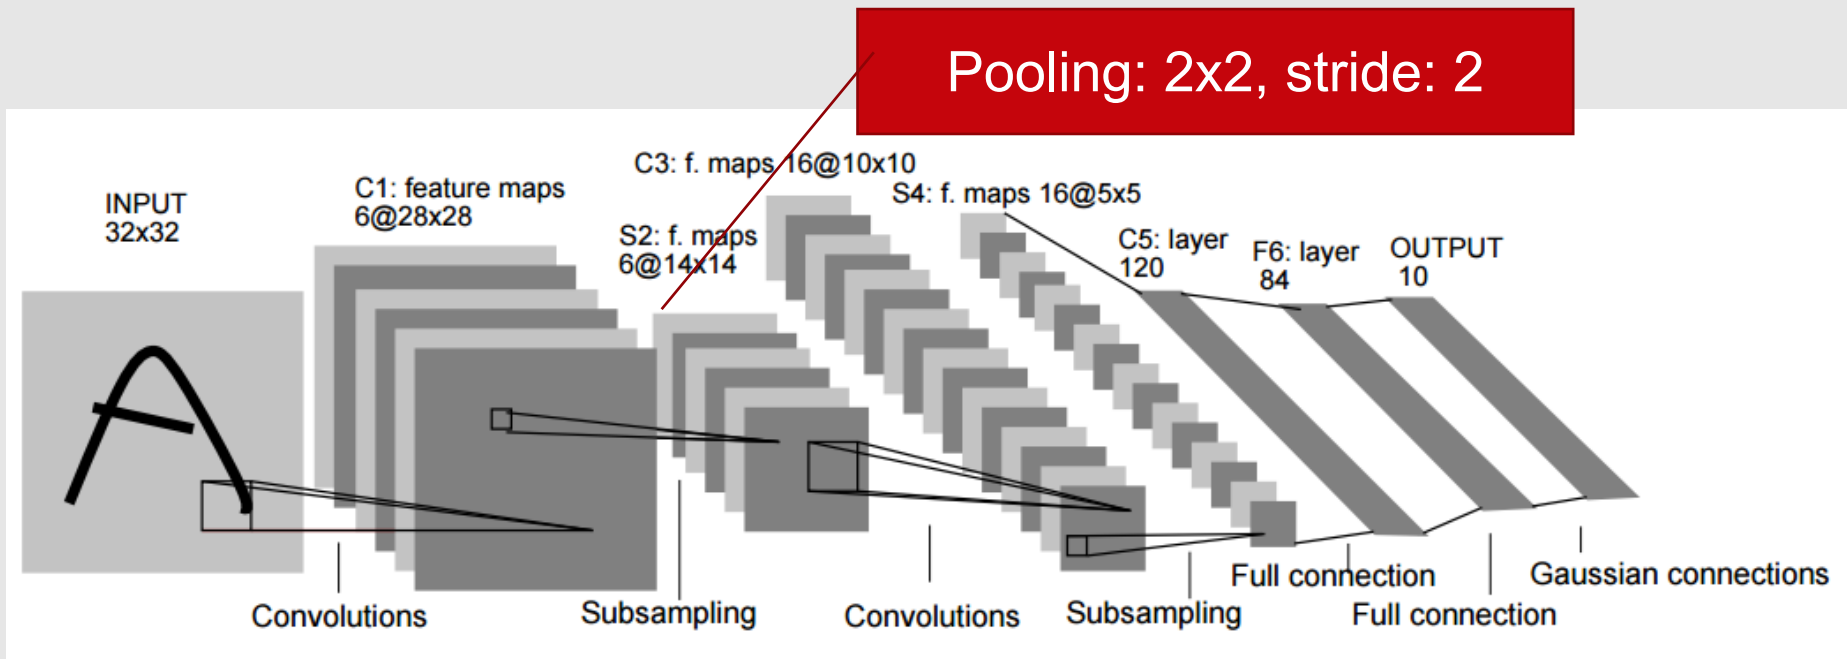 Pooling: 2x2, stride: 2
INPUT
32x32
C1: feature maps
6@28x28
C3: f. maps 16@10x10
S2: f. maps
6@14x14
S4: f. maps 16@5x5
C5: layer
120
F6: layer
84
OUTPUT
10
Convolutions
Subsampling
Convolutions
Subsampling
Full connection
Full connection
Gaussian connections